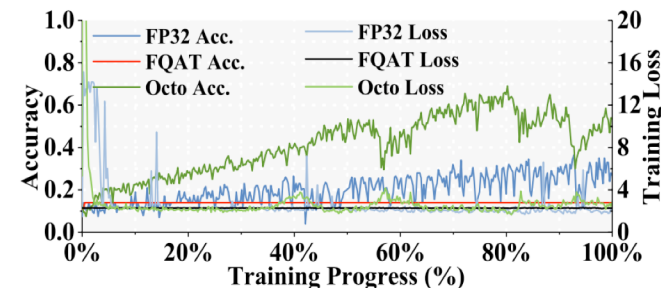 1.0 20
FP32 Acc. FP32 Loss
0.8 16
FQAT Acc. FQAT Loss
Octo Acc. Octo Loss
0.6 12
0.4 8
0.2 4
0.0 0
Accuracy
Training Loss
0% 20% 40% 60% 80% 100%
Training Progress (%)